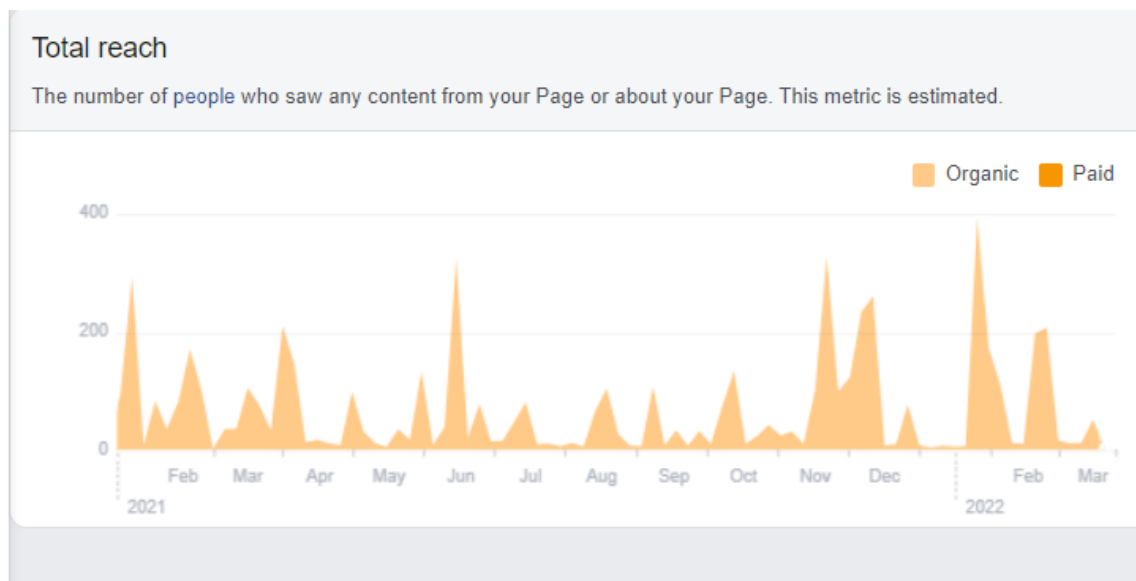 Total reach
The number of people who saw any content from your Page or about your Page. This metric is estimated.
Organic Paid
400
200
0
Feb Mar Apr May Jun Jul Aug Sep Oct Nov Dec Feb Mar
2021 2022